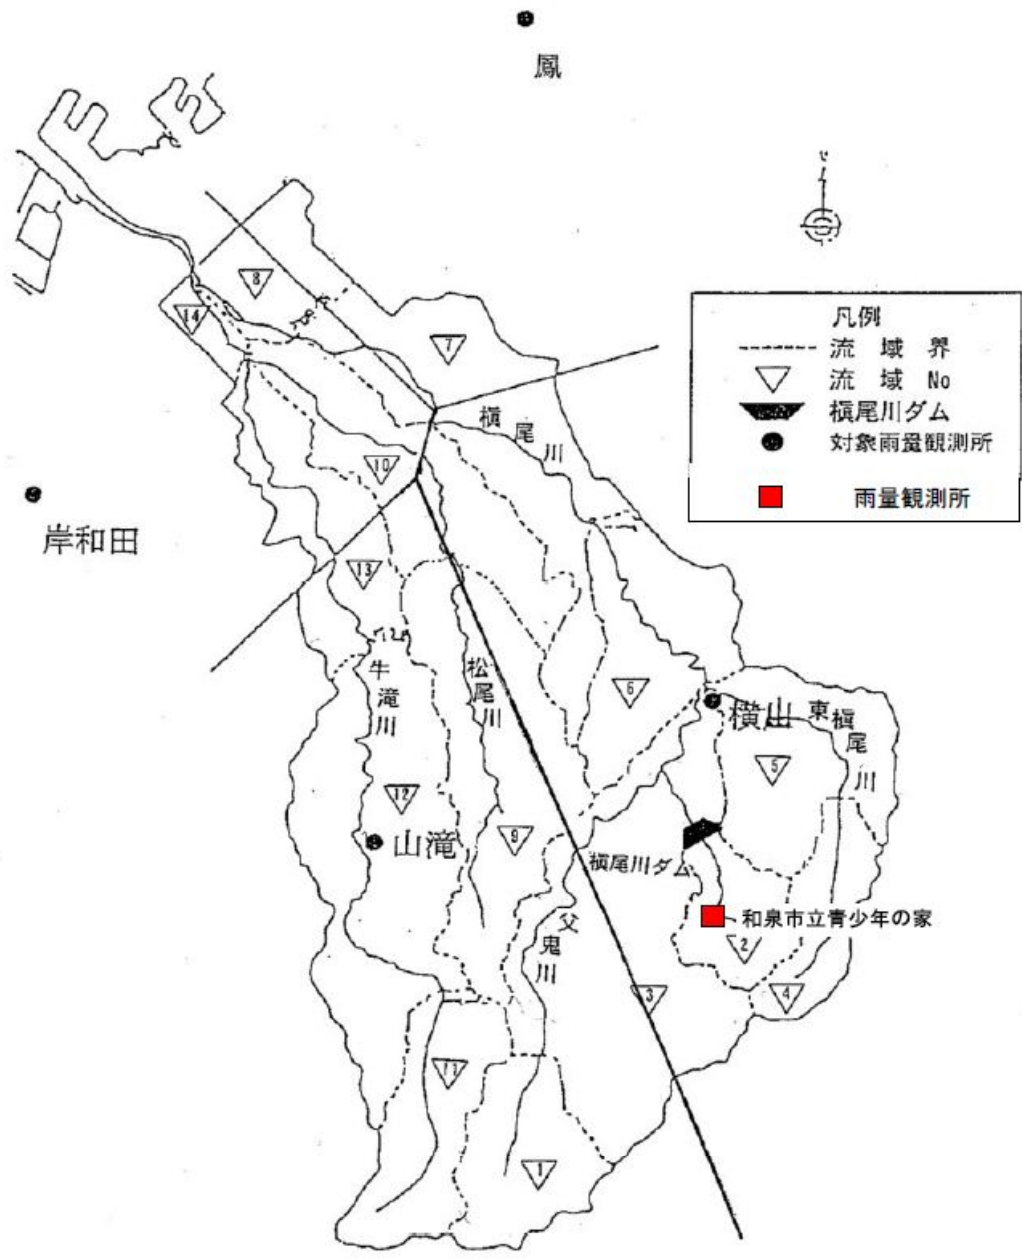 鳳
N
8
14
7
凡例
流域界
流域 No
槇尾川ダム
対象雨量観測所
雨量観測所
槇尾川
10
岸和田
13
牛滝川
松尾川
6
横山
東槇尾川
5
12
山滝
9
槇尾川ダム
父鬼川
和泉市立青少年の家
2
3
4
11
1